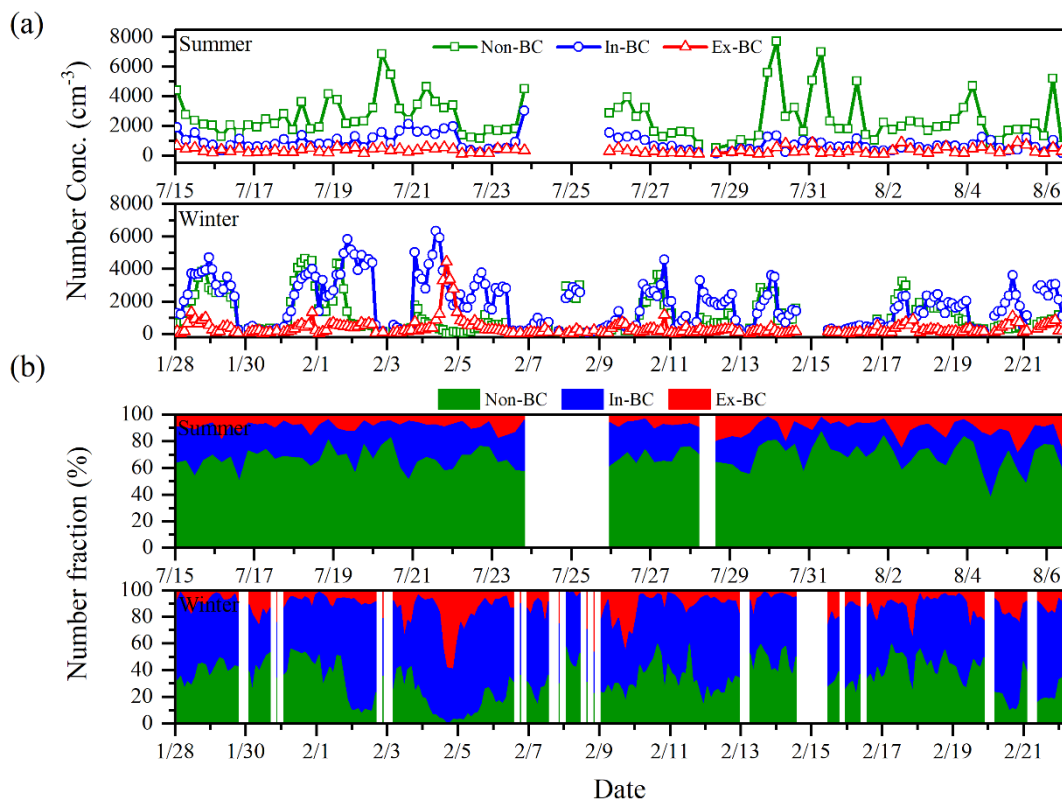 (a)
Number Conc. (cm⁻³)
Summer
Non-BC In-BC Ex-BC
8000
6000
4000
2000
0
7/15 7/17 7/19 7/21 7/23 7/25 7/27 7/29 7/31 8/2 8/4 8/6
Winter
8000
6000
4000
2000
0
1/28 1/30 2/1 2/3 2/5 2/7 2/9 2/11 2/13 2/15 2/17 2/19 2/21
(b)
Number fraction (%)
Non-BC In-BC Ex-BC
Summer
100
80
60
40
20
0
7/15 7/17 7/19 7/21 7/23 7/25 7/27 7/29 7/31 8/2 8/4 8/6
Winter
100
80
60
40
20
0
1/28 1/30 2/1 2/3 2/5 2/7 2/9 2/11 2/13 2/15 2/17 2/19 2/21
Date